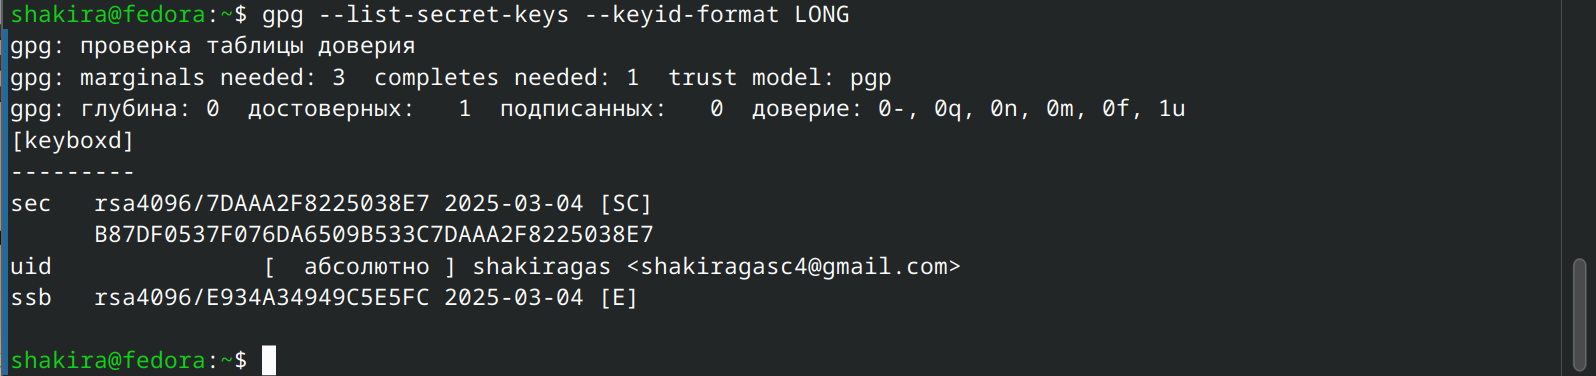 shakira@fedora:~$ gpg --list-secret-keys --keyid-format LONG
gpg: проверка таблицы доверия
gpg: marginals needed: 3  completes needed: 1  trust model: pgp
gpg: глубина: 0  достоверных:   1  подписанных:   0  доверие: 0-, 0q, 0n, 0m, 0f, 1u
[keyboxd]
---------
sec   rsa4096/7DAAA2F8225038E7 2025-03-04 [SC]
      B87DF0537F076DA6509B533C7DAAA2F8225038E7
uid               [  абсолютно ] shakiragas <shakiragasc4@gmail.com>
ssb   rsa4096/E934A34949C5E5FC 2025-03-04 [E]
shakira@fedora:~$